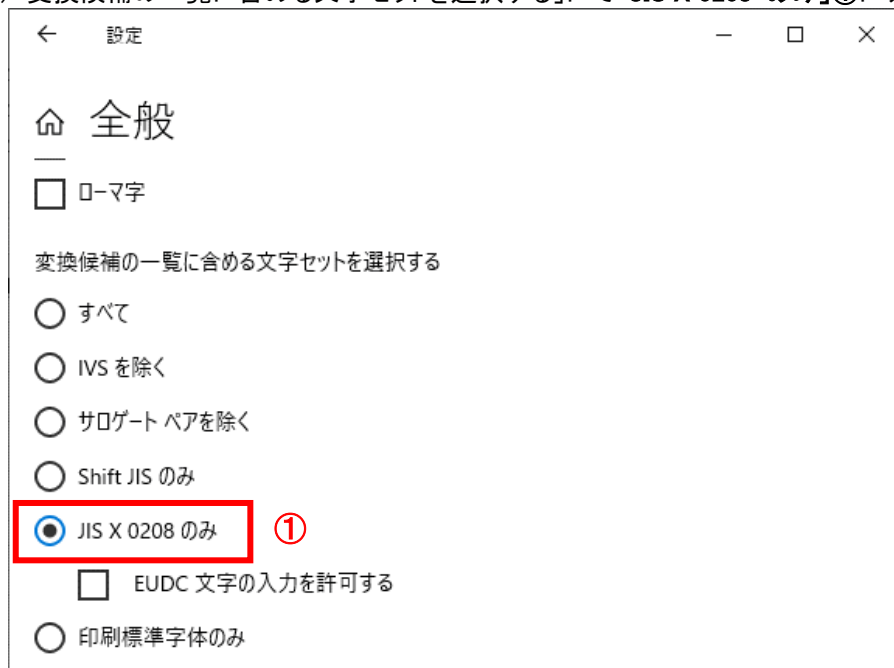 設定
全般
ローマ字
変換候補の一覧に含める文字セットを選択する
すべて
IVS を除く
サロゲート ペアを除く
Shift JIS のみ
JIS X 0208 のみ ①
EUDC 文字の入力を許可する
印刷標準字体のみ